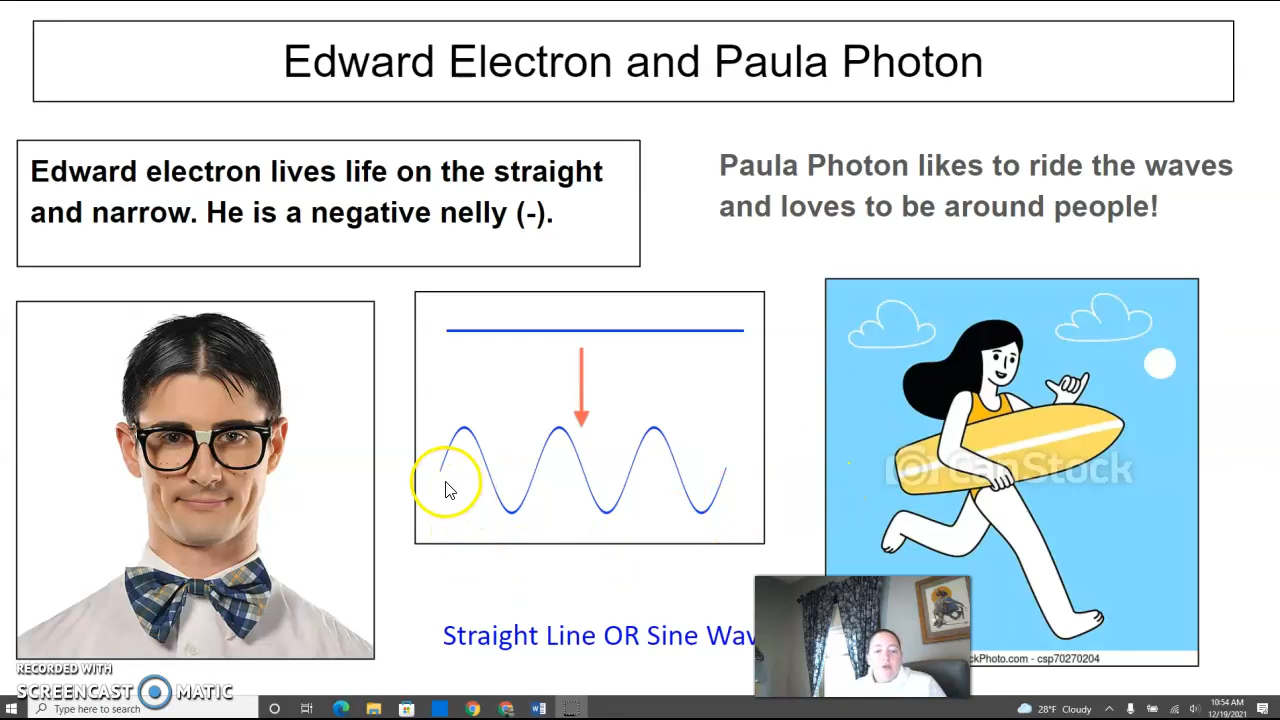 Edward Electron and Paula Photon
Edward electron lives life on the straight
and narrow. He is a negative nelly (-).
Paula Photon likes to ride the waves
and loves to be around people!
CanStock
Straight Line OR Sine Wav
ckPhoto.com - csp70270204
RECORDED WITH
SCREENCAST MATIC
Type here to search
28°F Cloudy
10:54 AM
12/19/2021